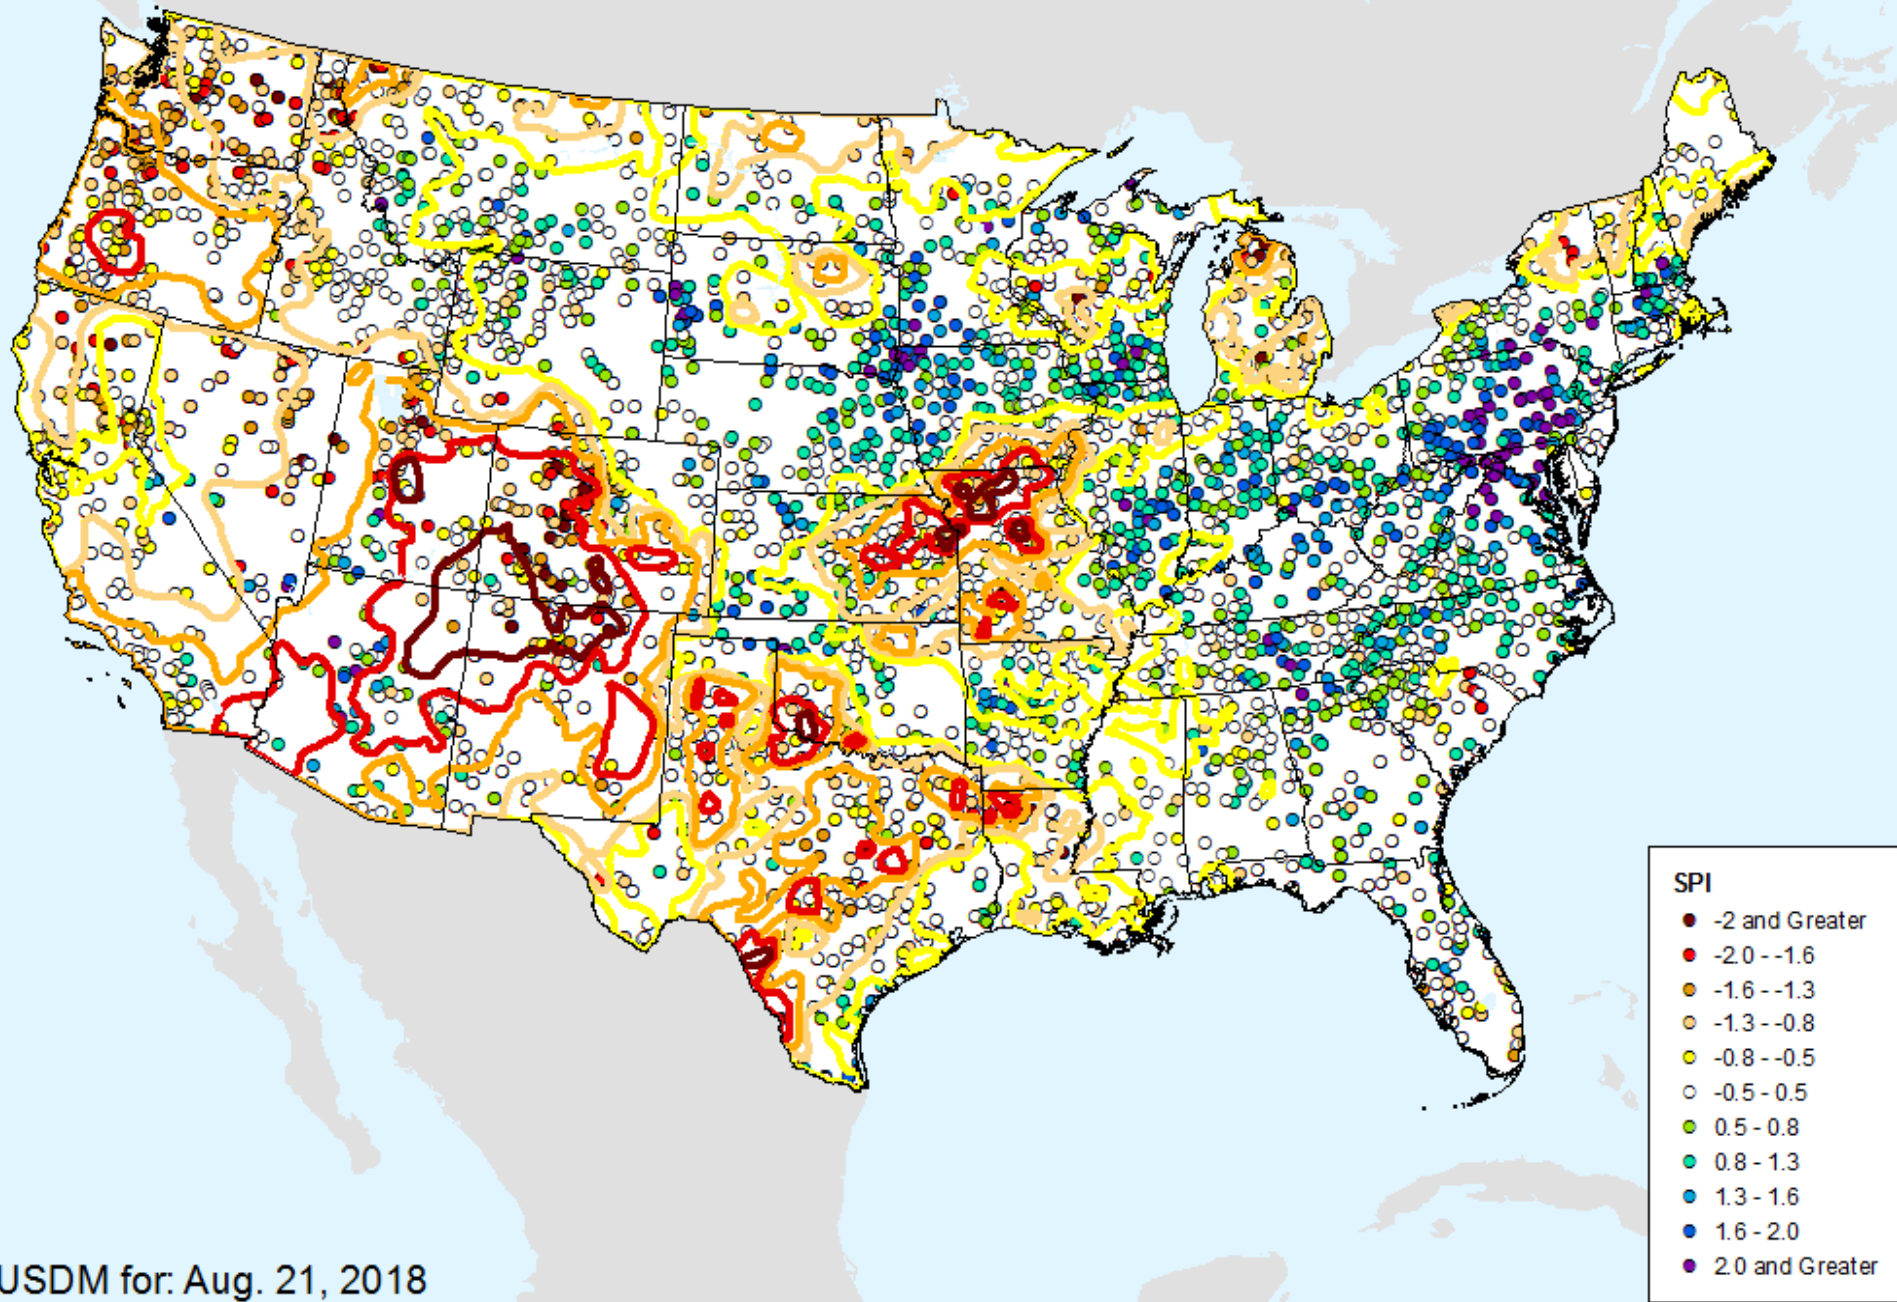 SPI
-2 and Greater
-2.0 - -1.6
-1.6 - -1.3
-1.3 - -0.8
-0.8 - -0.5
-0.5 - 0.5
0.5 - 0.8
0.8 - 1.3
1.3 - 1.6
1.6 - 2.0
2.0 and Greater
USDM for: Aug. 21, 2018